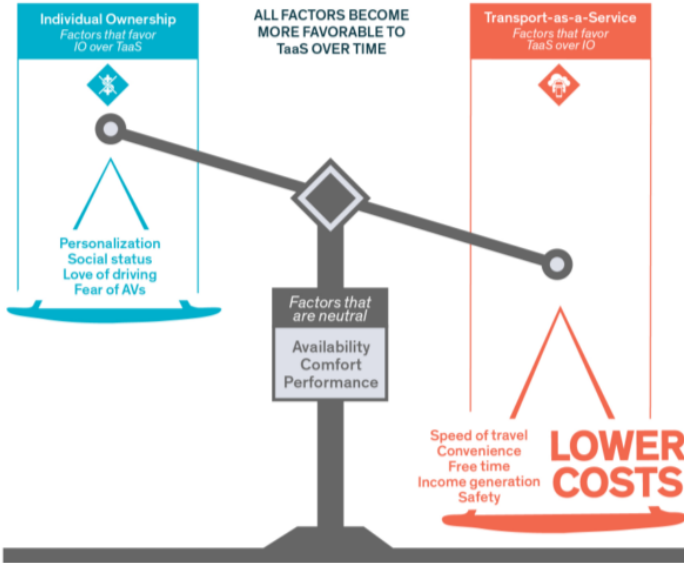 Individual Ownership
Factors that favor
IO over TaaS
ALL FACTORS BECOME
MORE FAVORABLE TO
TaaS OVER TIME
Transport-as-a-Service
Factors that favor
TaaS over IO
$
Personalization
Social status
Love of driving
Fear of AVs
Factors that
are neutral
Availability
Comfort
Performance
Speed of travel
Convenience
Free time
Income generation
Safety
LOWER
COSTS